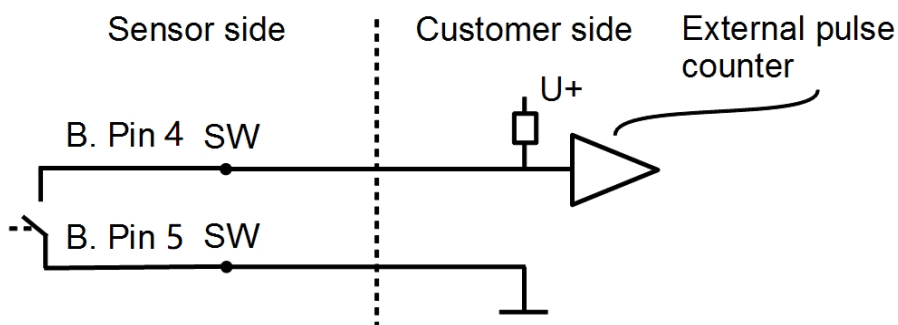 Sensor side
Customer side
External pulse
counter
U+
B. Pin 4 SW
B. Pin 5 SW